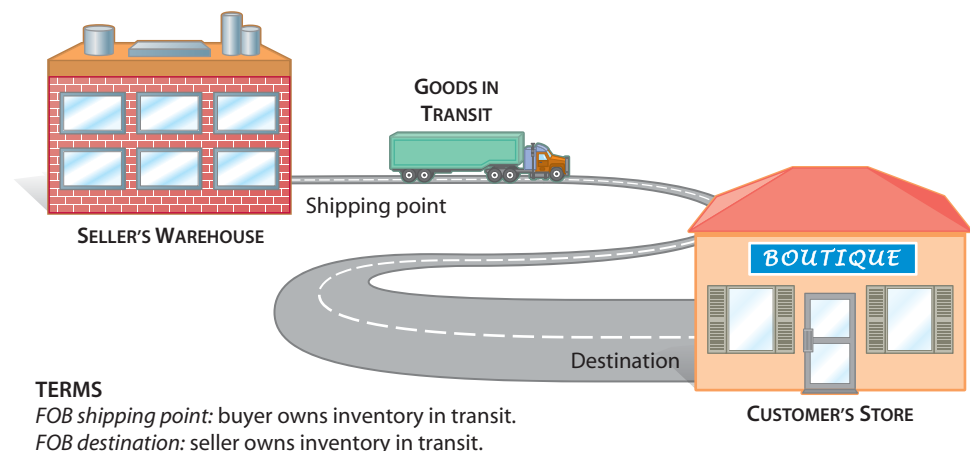 GOODS IN
TRANSIT
Shipping point
SELLER'S WAREHOUSE
BOUTIQUE
Destination
CUSTOMER'S STORE
TERMS
FOB shipping point: buyer owns inventory in transit.
FOB destination: seller owns inventory in transit.